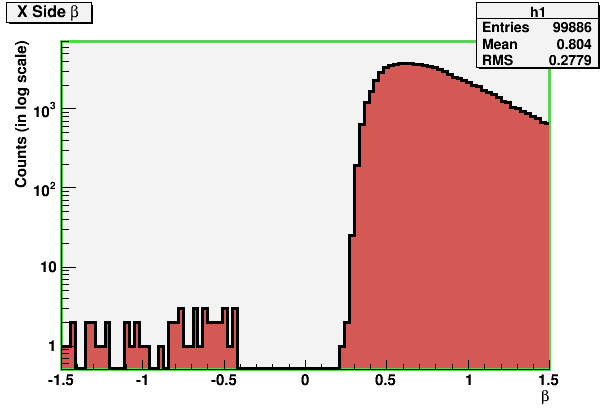 X Side β
h1
Entries 99886
Mean 0.804
RMS 0.2779
Counts (in log scale)
10³
10²
10
1
-1.5 -1 -0.5 0 0.5 1 1.5
β